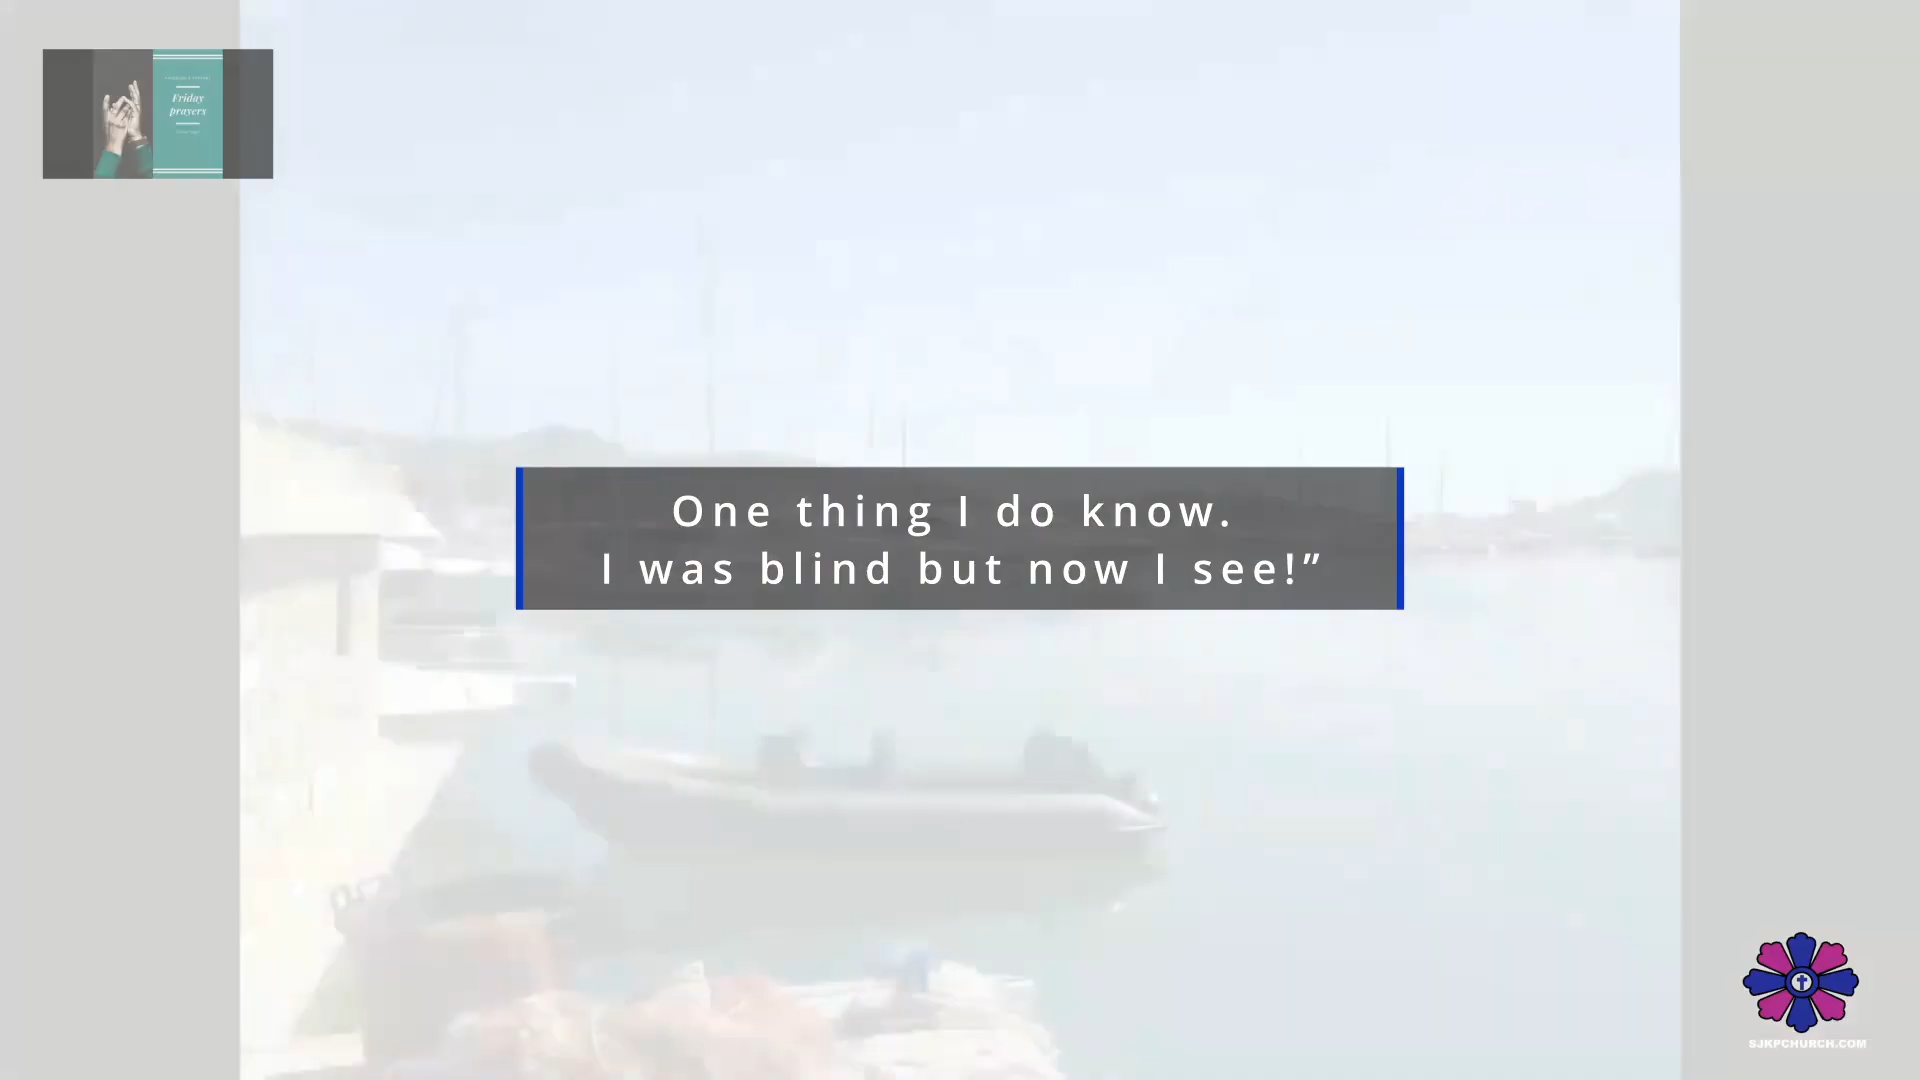 Friday
prayers
One thing I do know.
I was blind but now I see!”
SJKPCHURCH.COM